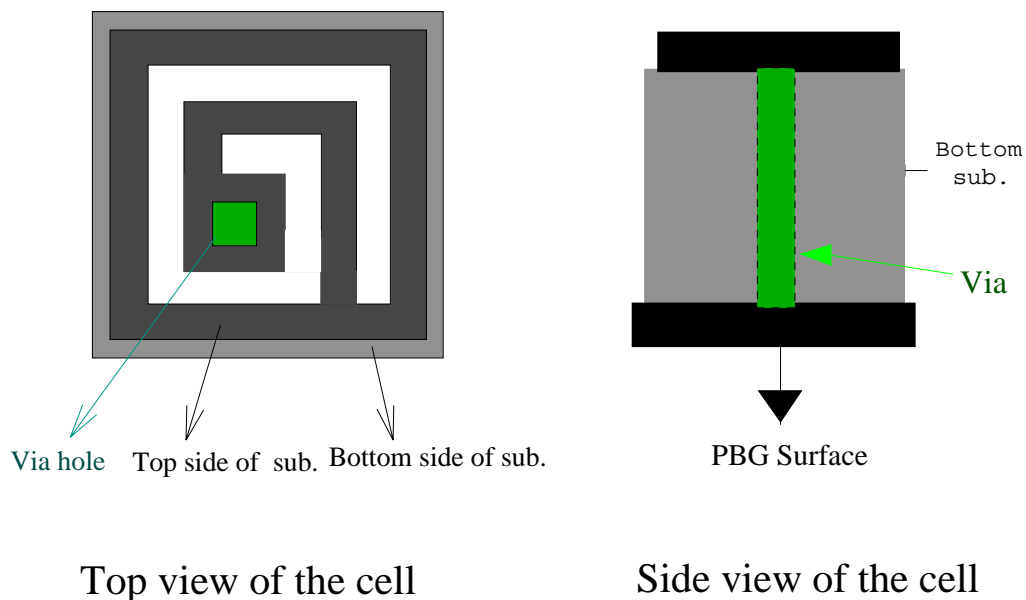 Bottom
sub.
Via
Via hole
Top side of sub.
Bottom side of sub.
PBG Surface
Top view of the cell
Side view of the cell